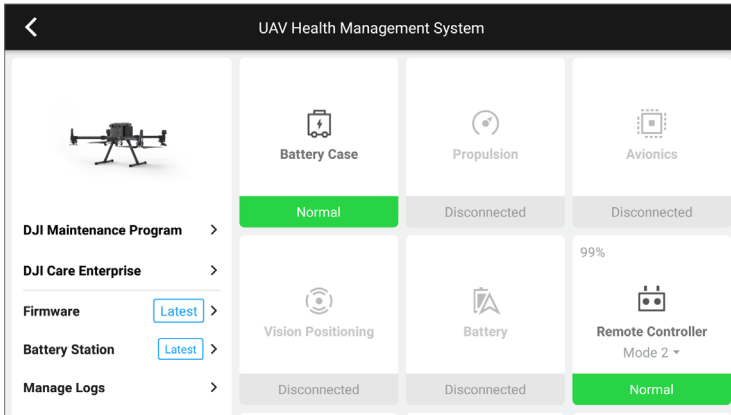 UAV Health Management System
DJI Maintenance Program
DJI Care Enterprise
Firmware Latest
Battery Station Latest
Manage Logs
Battery Case
Normal
Propulsion
Disconnected
Avionics
Disconnected
Vision Positioning
Disconnected
Battery
Disconnected
99%
Remote Controller
Mode 2
Normal